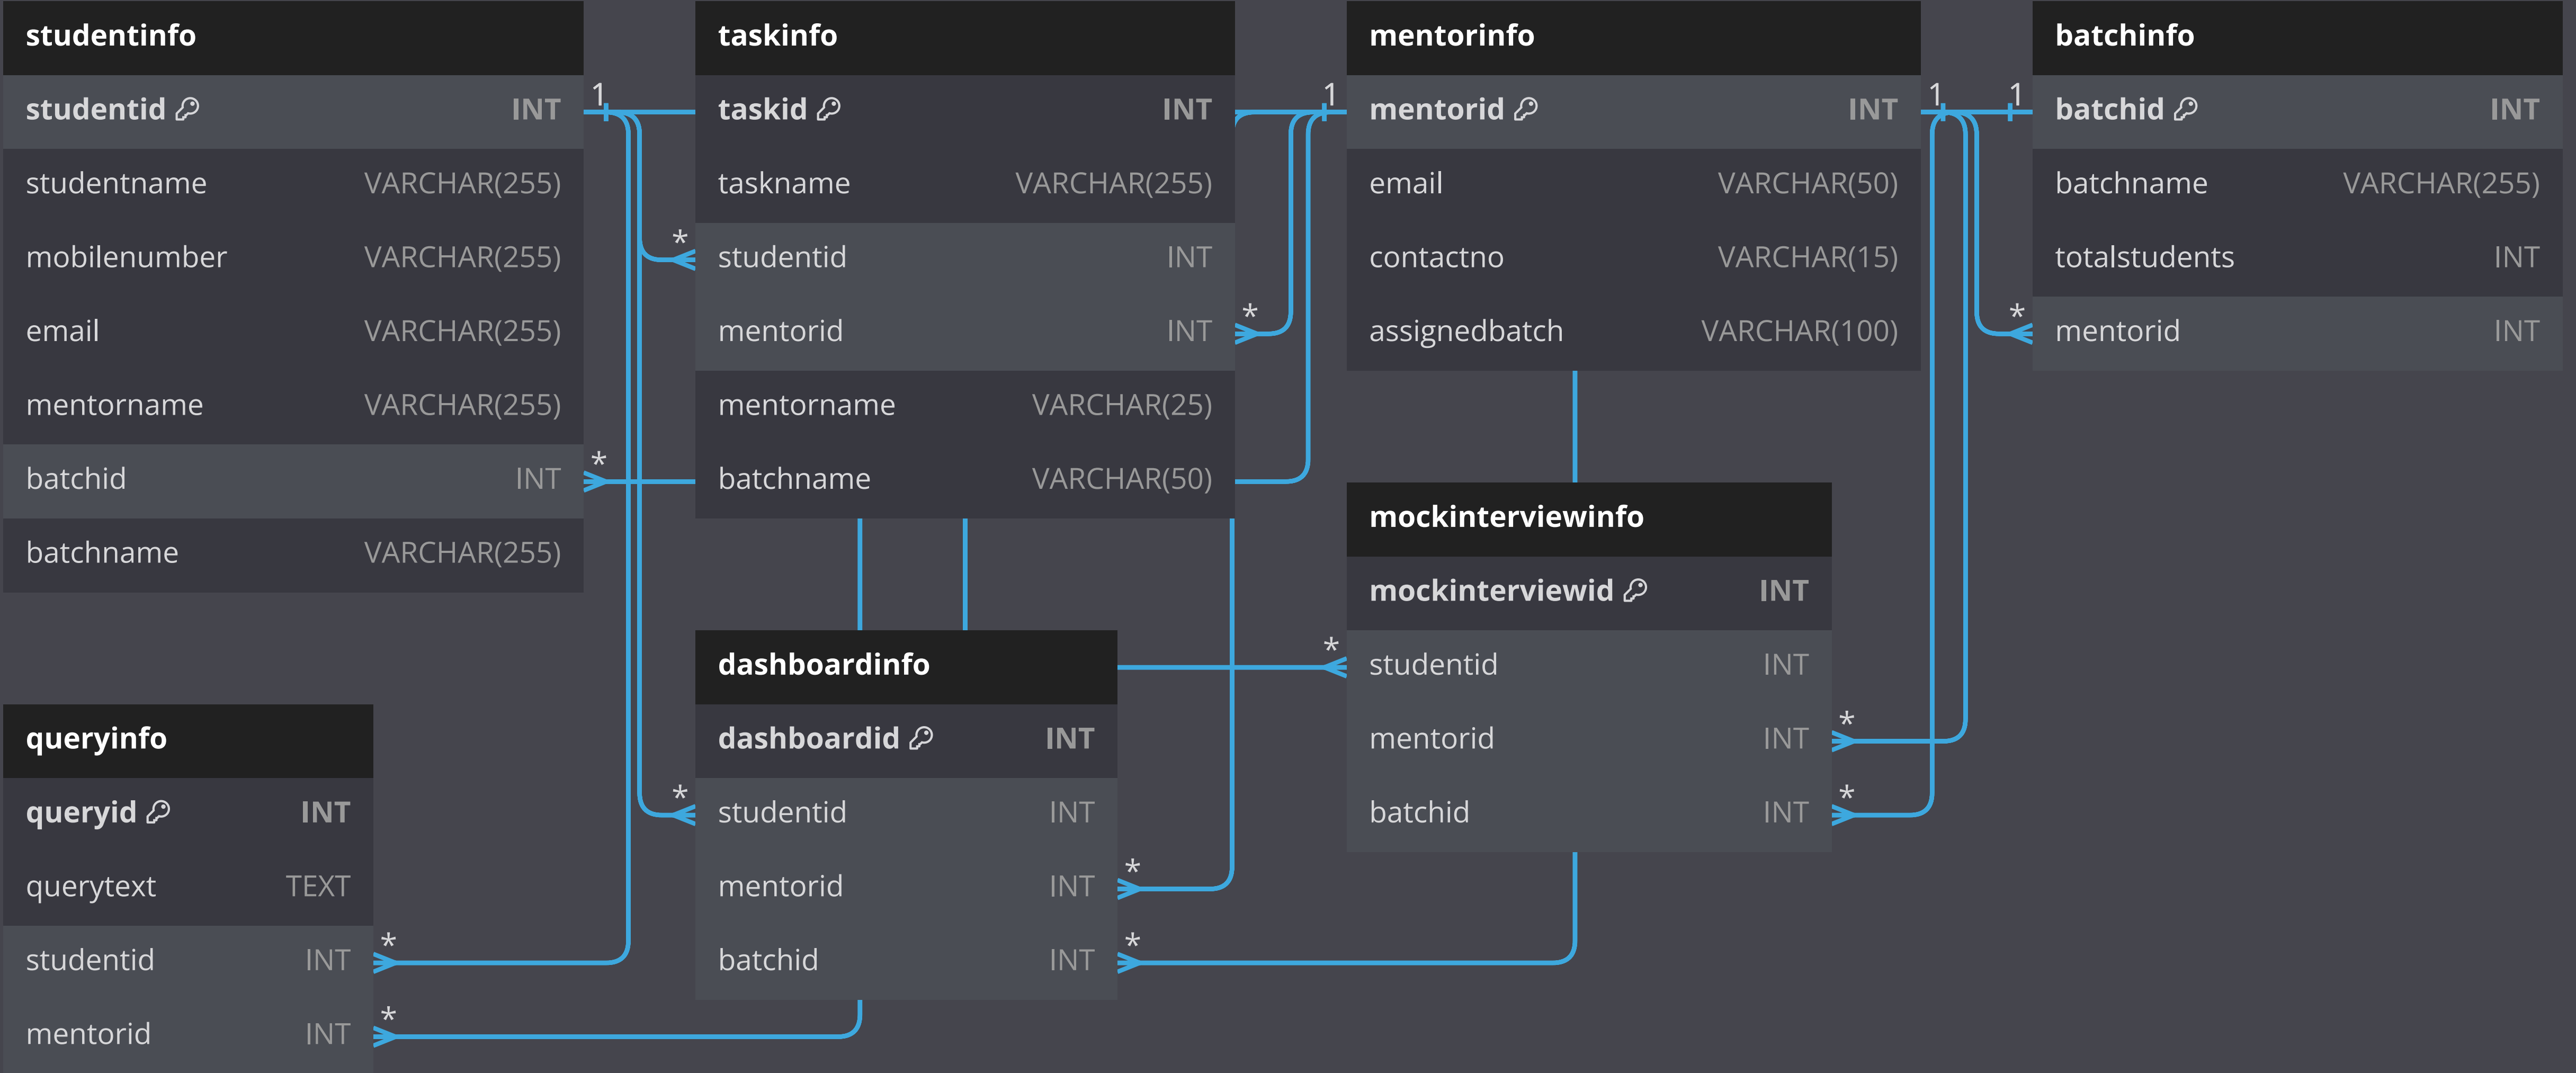 studentinfo
studentid INT
studentname VARCHAR(255)
mobilenumber VARCHAR(255)
email VARCHAR(255)
mentorname VARCHAR(255)
batchid INT
batchname VARCHAR(255)
1
*
taskinfo
taskid INT
taskname VARCHAR(255)
* studentid INT
mentorid INT *
mentorname VARCHAR(25)
batchname VARCHAR(50)
1
mentorinfo
mentorid INT
email VARCHAR(50)
contactno VARCHAR(15)
assignedbatch VARCHAR(100)
1 1
batchinfo
batchid INT
batchname VARCHAR(255)
totalstudents INT
* mentorid INT
mockinterviewinfo
mockinterviewid INT
* studentid INT
mentorid INT *
batchid INT *
dashboardinfo
dashboardid INT
* studentid INT
mentorid INT *
batchid INT *
queryinfo
queryid INT
querytext TEXT
studentid INT *
mentorid INT *